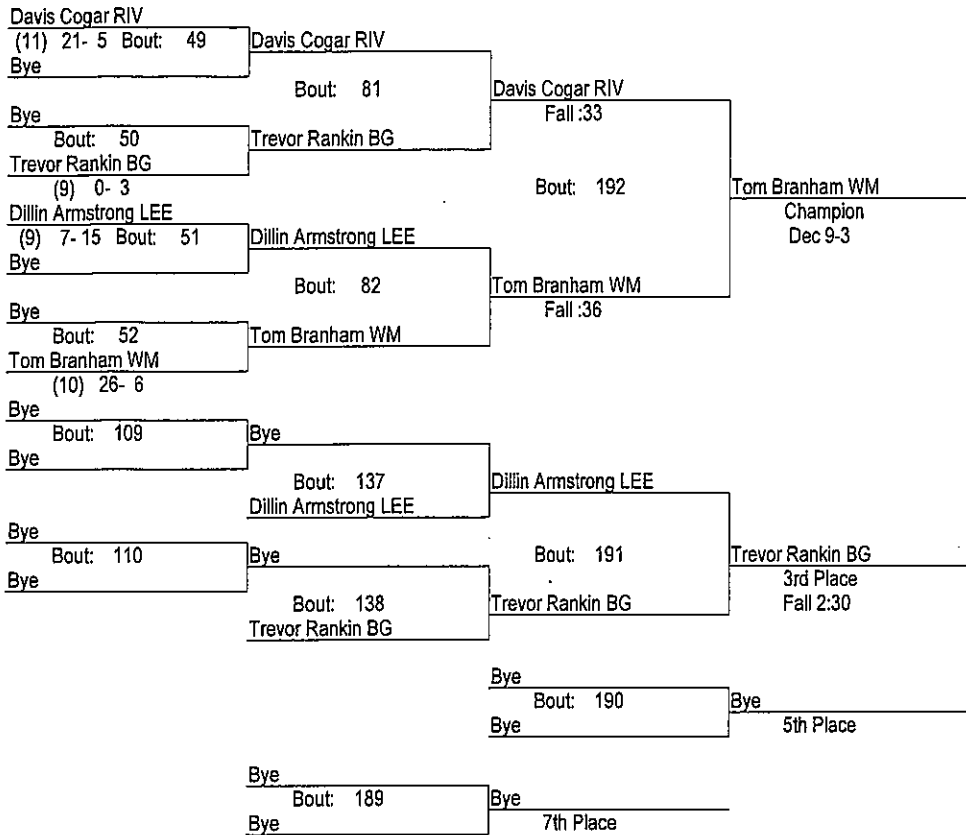 Davis Cogar RIV
(11) 21- 5 Bout: 49
Bye
Davis Cogar RIV
Bout: 81
Davis Cogar RIV
Fall :33
Bye
Bout: 50
Trevor Rankin BG
Trevor Rankin BG
(9) 0- 3
Bout: 192
Tom Branham WM
Champion
Dec 9-3
Dillin Armstrong LEE
(9) 7- 15 Bout: 51
Bye
Dillin Armstrong LEE
Bout: 82
Tom Branham WM
Fall :36
Bye
Bout: 52
Tom Branham WM
Tom Branham WM
(10) 26- 6
Bye
Bout: 109
Bye
Bye
Bout: 137
Dillin Armstrong LEE
Dillin Armstrong LEE
Bye
Bout: 110
Bye
Bye
Bout: 138
Trevor Rankin BG
Bout: 191
Trevor Rankin BG
Trevor Rankin BG
3rd Place
Fall 2:30
Bye
Bout: 190
Bye
Bye
5th Place
Bye
Bout: 189
Bye
Bye
7th Place